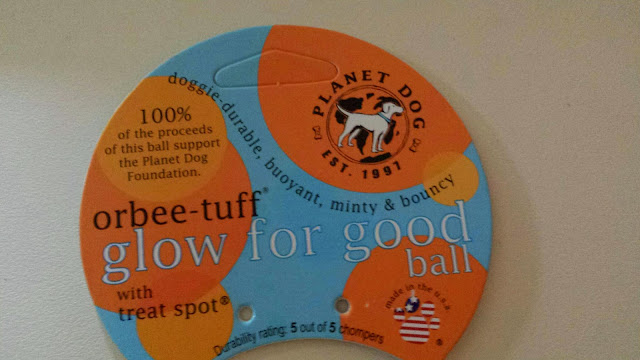 doggie-durable, buoyant, minty & bouncy
100%
of the proceeds
of this ball support
the Planet Dog
Foundation.
PLANET DOG
EST. 1997
orbee-tuff®
glow for good
ball
with
treat spot®
made in the u.s.a.
®
Durability rating: 5 out of 5 chompers